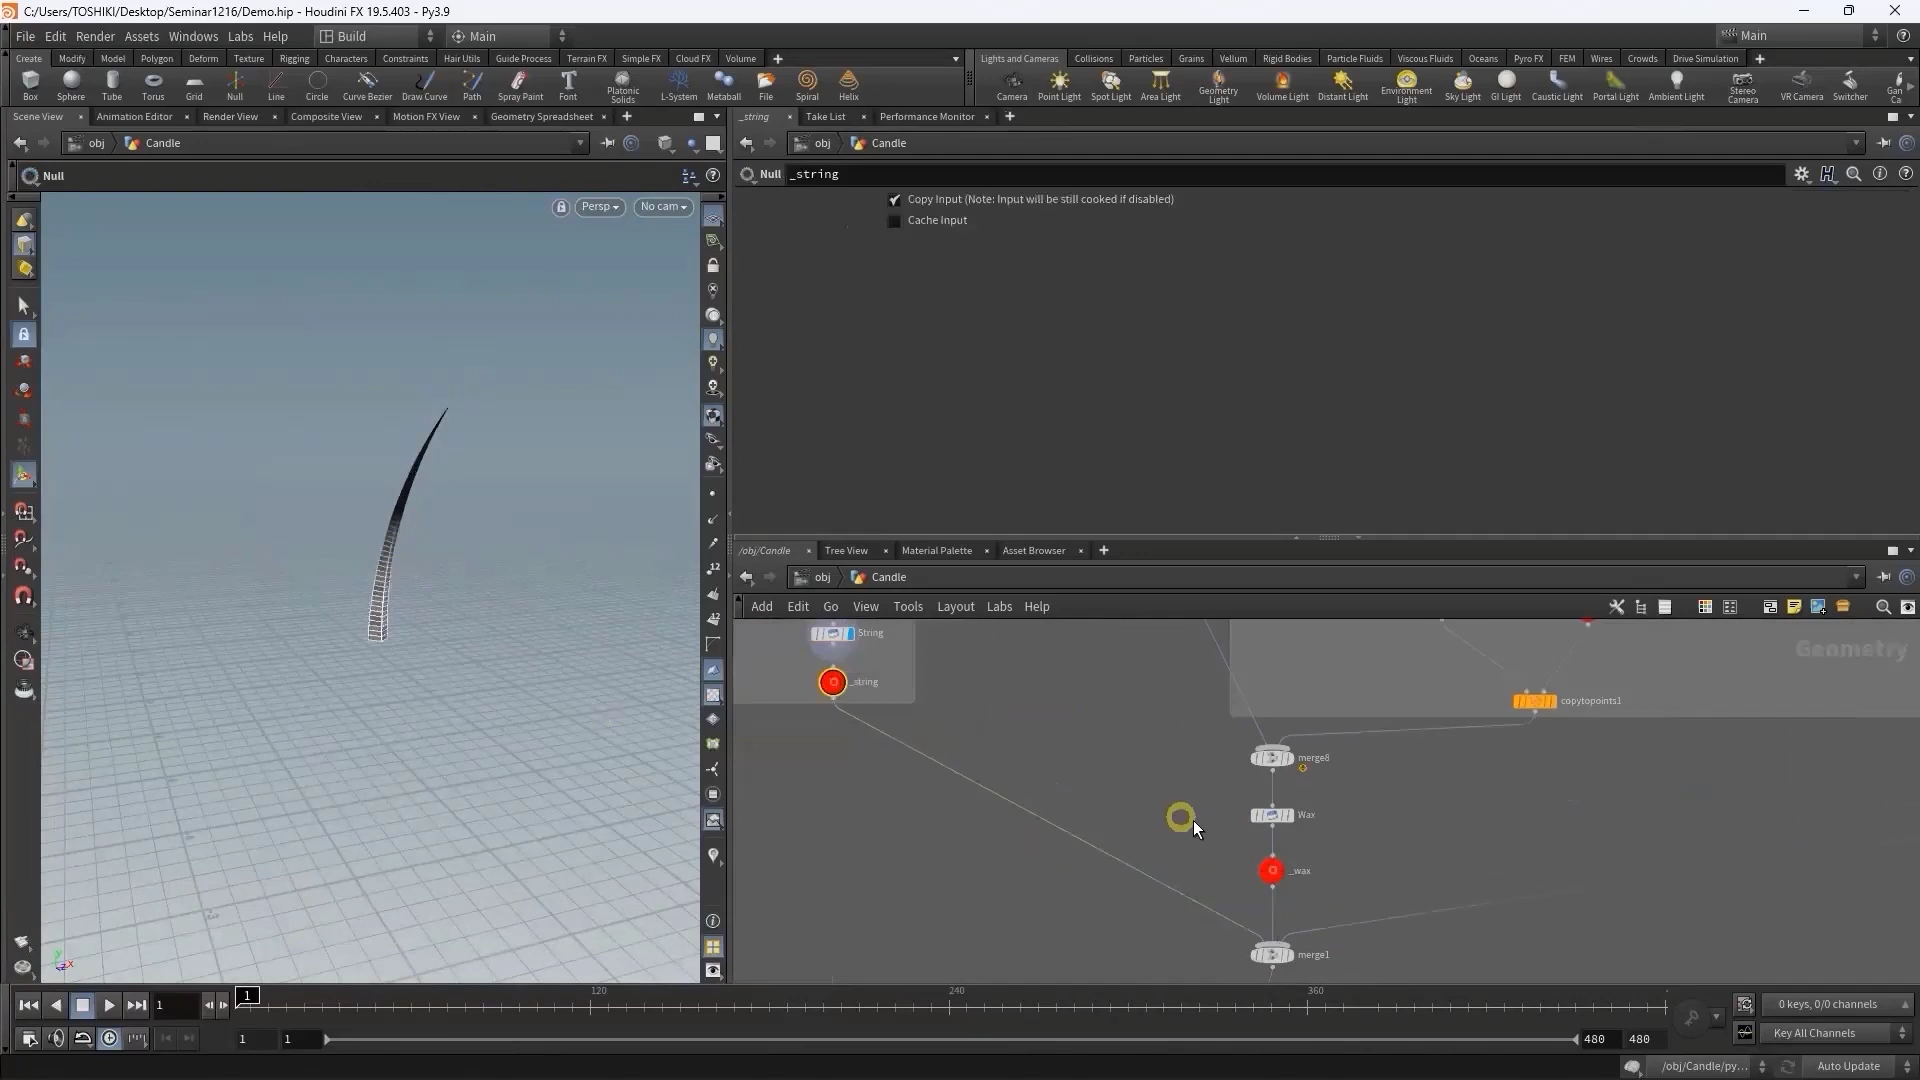 C:/Users/TOSHIKI/Desktop/Seminar1216/Demo.hip - Houdini FX 19.5.403 - Py3.9
File Edit Render Assets Windows Labs Help Build Main Main
Create Modify Model Polygon Deform Texture Rigging Characters Constraints Hair Utils Guide Process Terrain FX Simple FX Cloud FX Volume
Lights and Cameras Collisions Particles Grains Vellum Rigid Bodies Particle Fluids Viscous Fluids Oceans Pyro FX FEM Wires Crowds Drive Simulation
Box Sphere Tube Torus Grid Null Line Circle Curve Bezier Draw Curve Path Spray Paint Font Platonic Solids L-System Metaball File Spiral Helix
Camera Point Light Spot Light Area Light Geometry Light Volume Light Distant Light Environment Light Sky Light GI Light Caustic Light Portal Light Ambient Light Stereo Camera VR Camera Switcher Gan Ca
Scene View Animation Editor Render View Composite View Motion FX View Geometry Spreadsheet
_string Take List Performance Monitor
obj Candle
obj Candle
Null
Null _string
Persp No cam
Copy Input (Note: Input will be still cooked if disabled)
Cache Input
/obj/Candle Tree View Material Palette Asset Browser
obj Candle
Add Edit Go View Tools Layout Labs Help
String
Geometry
_string
copytopoints1
merge8
Wax
_wax
merge1
12
12
y
z x
1 1 120 240 360
0 keys, 0/0 channels
1 1 480 480
Key All Channels
/obj/Candle/py... Auto Update